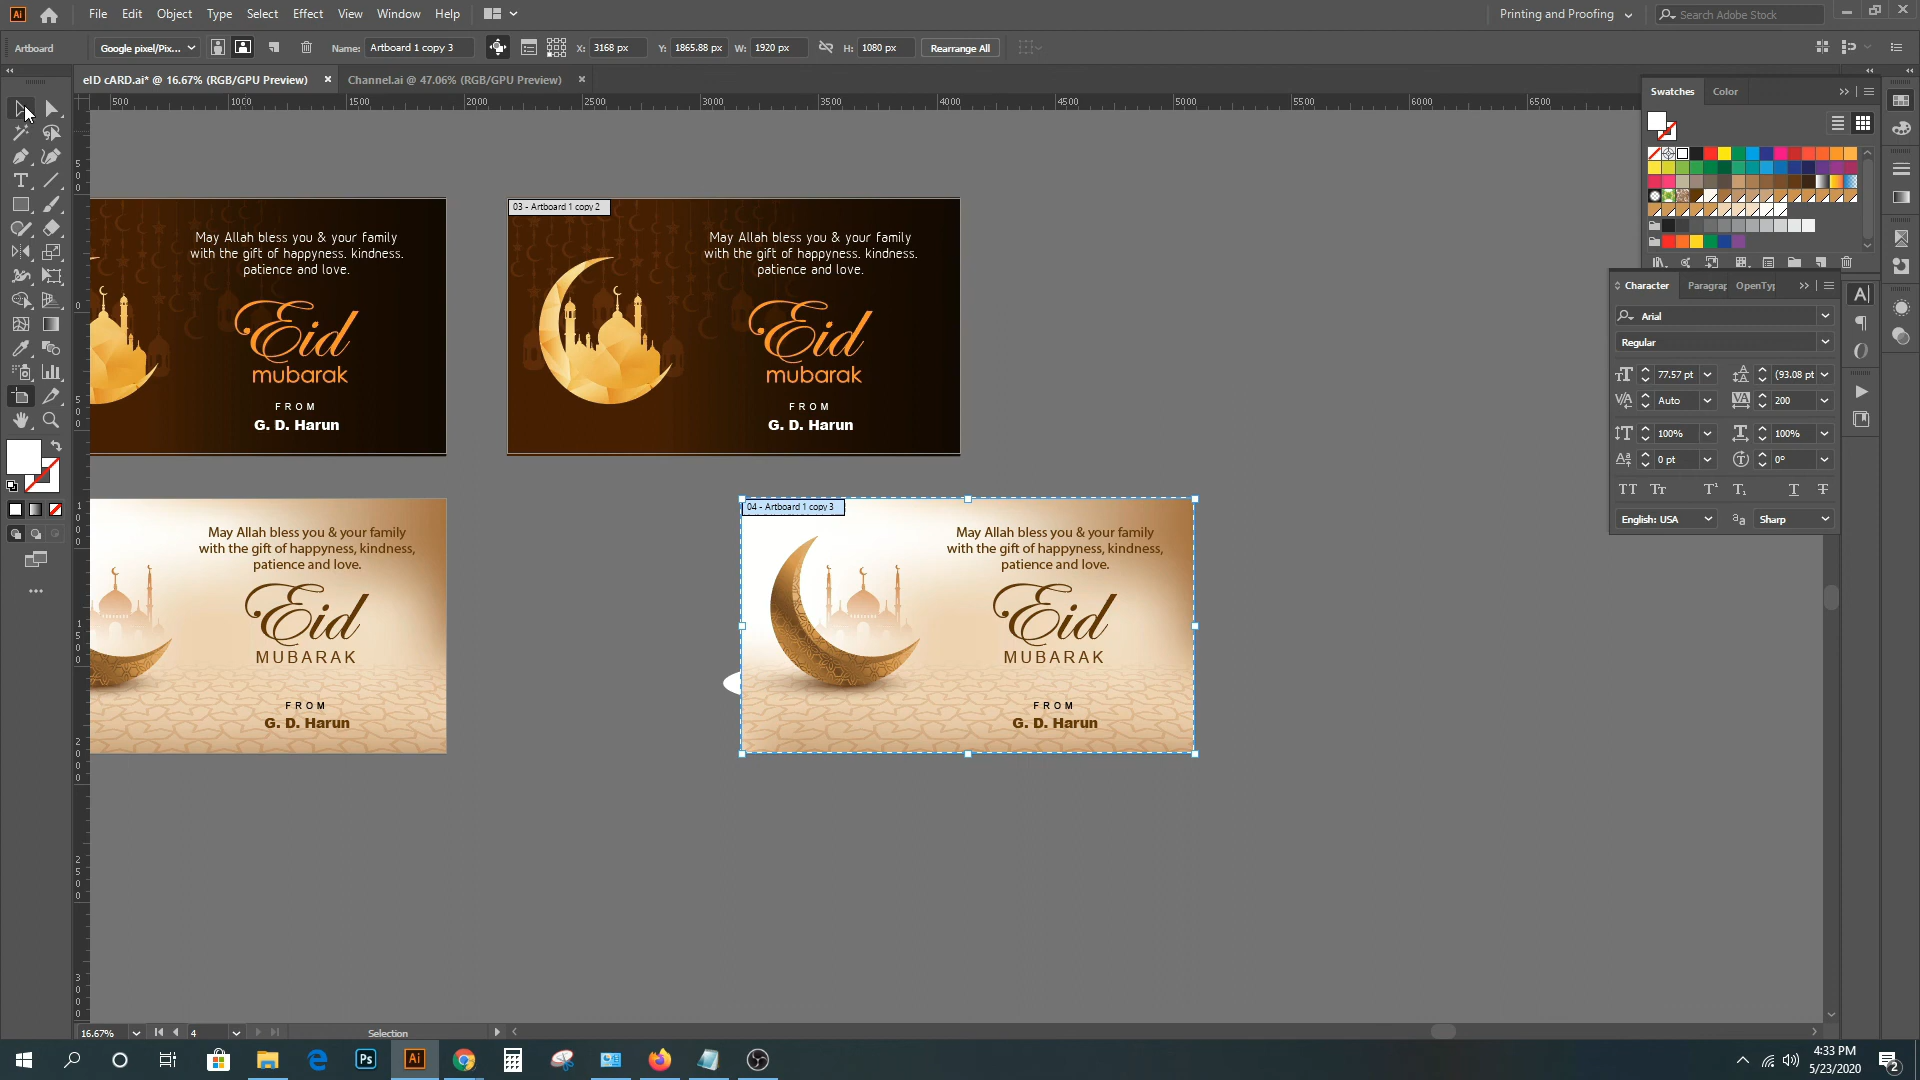 Ai File Edit Object Type Select Effect View Window Help Printing and Proofing Search Adobe Stock
Artboard Google pixel/Pix... Name: Artboard 1 copy 3 X: 3168 px Y: 1865.88 px W: 1920 px H: 1080 px Rearrange All
eID cARD.ai* @ 16.67% (RGB/GPU Preview) × Channel.ai @ 47.06% (RGB/GPU Preview) ×
500 1000 1500 2000 2500 3000 3500 4000 4500 5000 5500 6000 6500
Swatches Color
03 - Artboard 1 copy 2
May Allah bless you & your family
with the gift of happyness. kindness.
patience and love.
Eid
mubarak
FROM
G. D. Harun
May Allah bless you & your family
with the gift of happyness. kindness.
patience and love.
Eid
mubarak
FROM
G. D. Harun
Character Paragrap OpenTyp
Arial
Regular
77.57 pt (93.08 pt
Auto 200
100% 100%
0 pt 0°
English: USA Sharp
May Allah bless you & your family
with the gift of happyness, kindness,
patience and love.
Eid
MUBARAK
FROM
G. D. Harun
04 - Artboard 1 copy 3
May Allah bless you & your family
with the gift of happyness, kindness,
patience and love.
Eid
MUBARAK
FROM
G. D. Harun
16.67% 4 Selection
Ps Ai
4:33 PM
5/23/2020
2